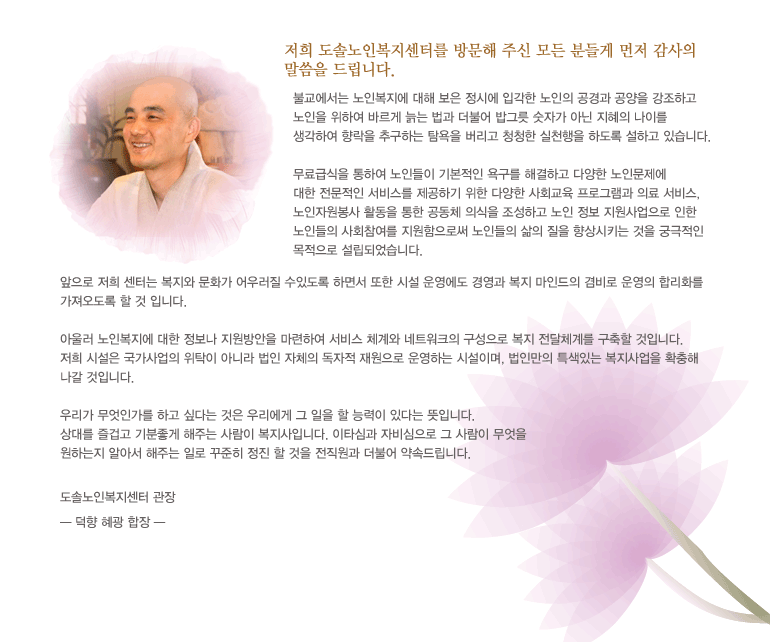 저희 도솔노인복지센터를 방문해 주신 모든 분들게 먼저 감사의
말씀을 드립니다.
불교에서는 노인복지에 대해 보은 정시에 입각한 노인의 공경과 공양을 강조하고
노인을 위하여 바르게 늙는 법과 더불어 밥그릇 숫자가 아닌 지혜의 나이를
생각하여 향락을 추구하는 탐욕을 버리고 청청한 실천행을 하도록 설하고 있습니다.
무료급식을 통하여 노인들이 기본적인 욕구를 해결하고 다양한 노인문제에
대한 전문적인 서비스를 제공하기 위한 다양한 사회교육 프로그램과 의료 서비스,
노인자원봉사 활동을 통한 공동체 의식을 조성하고 노인 정보 지원사업으로 인한
노인들의 사회참여를 지원함으로써 노인들의 삶의 질을 향상시키는 것을 궁극적인
목적으로 설립되었습니다.
앞으로 저희 센터는 복지와 문화가 어우러질 수있도록 하면서 또한 시설 운영에도 경영과 복지 마인드의 겸비로 운영의 합리화를
가져오도록 할 것 입니다.
아울러 노인복지에 대한 정보나 지원방안을 마련하여 서비스 체계와 네트워크의 구성으로 복지 전달체계를 구축할 것입니다.
저희 시설은 국가사업의 위탁이 아니라 법인 자체의 독자적 재원으로 운영하는 시설이며, 법인만의 특색있는 복지사업을 확충해
나갈 것입니다.
우리가 무엇인가를 하고 싶다는 것은 우리에게 그 일을 할 능력이 있다는 뜻입니다.
상대를 즐겁고 기분좋게 해주는 사람이 복지사입니다. 이타심과 자비심으로 그 사람이 무엇을
원하는지 알아서 해주는 일로 꾸준히 정진 할 것을 전직원과 더불어 약속드립니다.
도솔노인복지센터 관장
— 덕향 혜광 합장 —